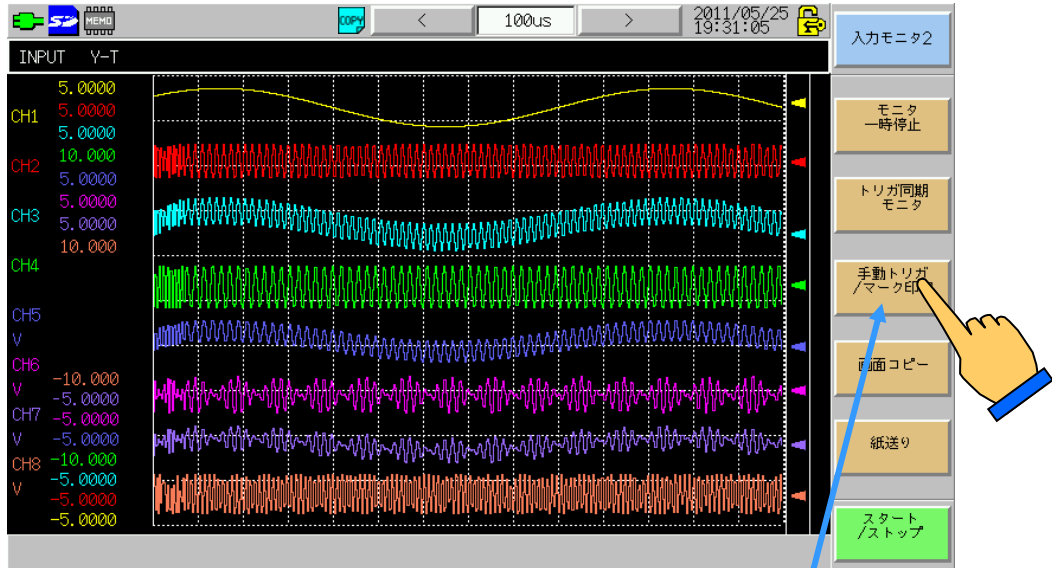 SD
MEMO
COPY
<
100us
>
2011/05/25
19:31:05
入力モニタ2
INPUT Y-T
5.0000
CH1
5.0000
5.0000
10.000
CH2
5.0000
5.0000
CH3
5.0000
10.000
CH4
CH5
V
CH6
-10.000
V
-5.0000
CH7
-5.0000
V
-5.0000
CH8
-10.000
V
-5.0000
-5.0000
-5.0000
モニタ
一時停止
トリガ同期
モニタ
手動トリガ
/マーク印
画面コピー
紙送り
スタート
/ストップ